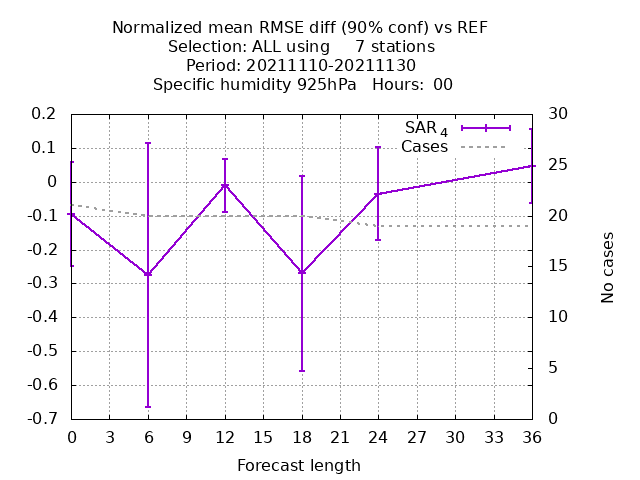 Normalized mean RMSE diff (90% conf) vs REF
Selection: ALL using     7 stations
Period: 20211110-20211130
Specific humidity 925hPa   Hours:  00
SAR 4
Cases
0.2
0.1
0
-0.1
-0.2
-0.3
-0.4
-0.5
-0.6
-0.7
30
25
20
15
10
5
0
No cases
0 3 6 9 12 15 18 21 24 27 30 33 36
Forecast length